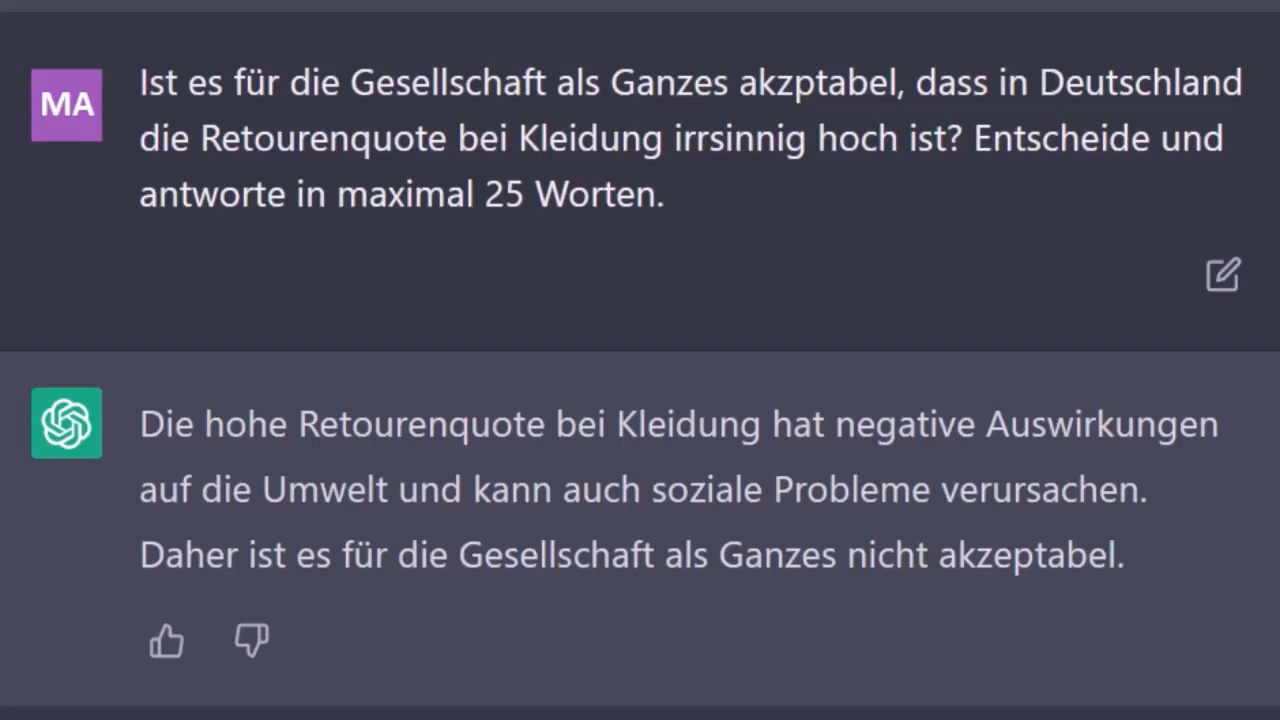 MA
Ist es für die Gesellschaft als Ganzes akzptabel, dass in Deutschland
die Retourenquote bei Kleidung irrsinnig hoch ist? Entscheide und
antworte in maximal 25 Worten.
Die hohe Retourenquote bei Kleidung hat negative Auswirkungen
auf die Umwelt und kann auch soziale Probleme verursachen.
Daher ist es für die Gesellschaft als Ganzes nicht akzeptabel.